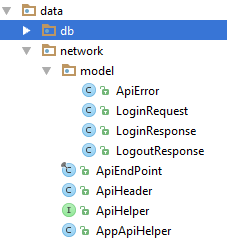 data
db
network
model
ApiError
LoginRequest
LoginResponse
LogoutResponse
ApiEndPoint
ApiHeader
ApiHelper
AppApiHelper